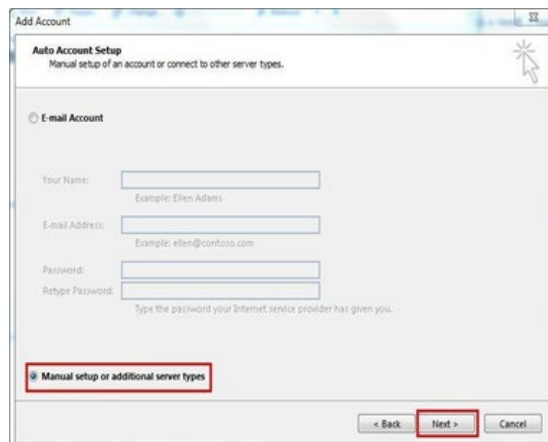 Add Account
Auto Account Setup
Manual setup of an account or connect to other server types.
E-mail Account
Your Name:
Example: Ellen Adams
E-mail Address:
Example: ellen@contoso.com
Password:
Retype Password:
Type the password your Internet service provider has given you.
Manual setup or additional server types
< Back Next > Cancel